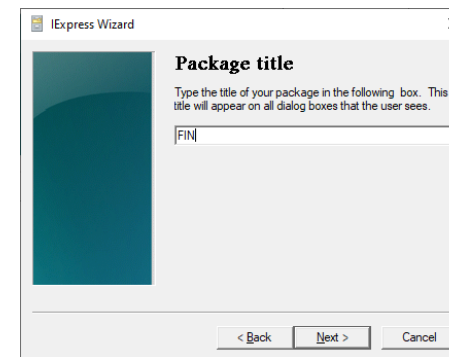 IExpress Wizard
Package title
Type the title of your package in the following box. This
title will appear on all dialog boxes that the user sees.
FIN
< Back
Next >
Cancel